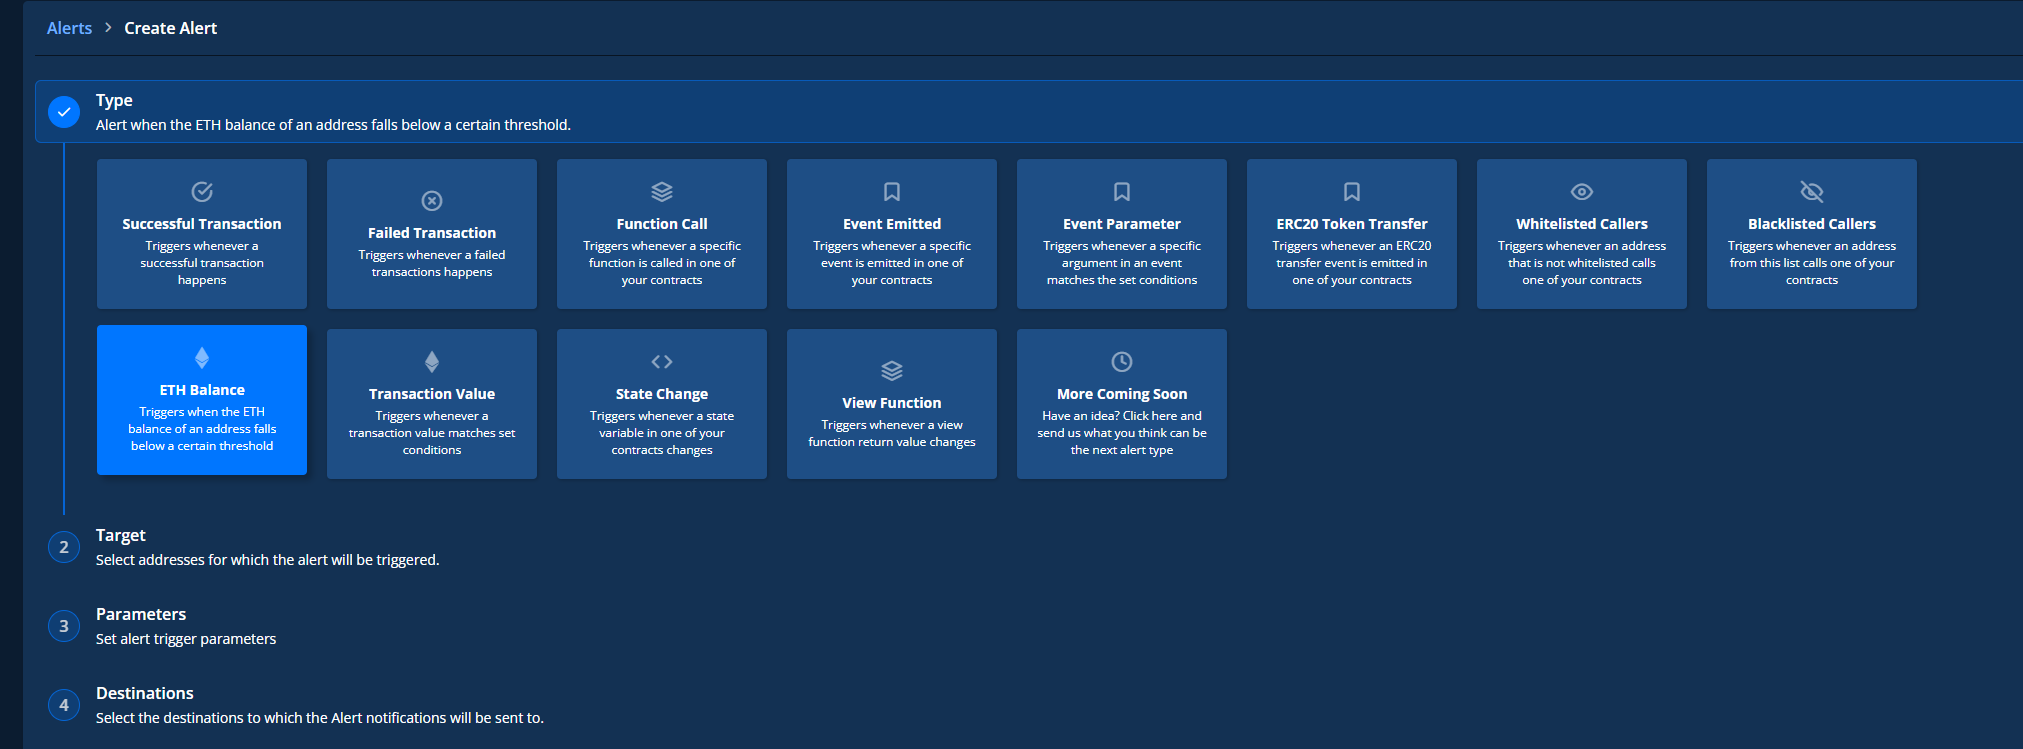 Alerts > Create Alert
Type
Alert when the ETH balance of an address falls below a certain threshold.
Successful Transaction
Triggers whenever a
successful transaction
happens
Failed Transaction
Triggers whenever a failed
transactions happens
Function Call
Triggers whenever a specific
function is called in one of
your contracts
Event Emitted
Triggers whenever a specific
event is emitted in one of
your contracts
Event Parameter
Triggers whenever a specific
argument in an event
matches the set conditions
ERC20 Token Transfer
Triggers whenever an ERC20
transfer event is emitted in
one of your contracts
Whitelisted Callers
Triggers whenever an address
that is not whitelisted calls
one of your contracts
Blacklisted Callers
Triggers whenever an address
from this list calls one of your
contracts
ETH Balance
Triggers when the ETH
balance of an address falls
below a certain threshold
Transaction Value
Triggers whenever a
transaction value matches set
conditions
State Change
Triggers whenever a state
variable in one of your
contracts changes
View Function
Triggers whenever a view
function return value changes
More Coming Soon
Have an idea? Click here and
send us what you think can be
the next alert type
2
Target
Select addresses for which the alert will be triggered.
3
Parameters
Set alert trigger parameters
4
Destinations
Select the destinations to which the Alert notifications will be sent to.